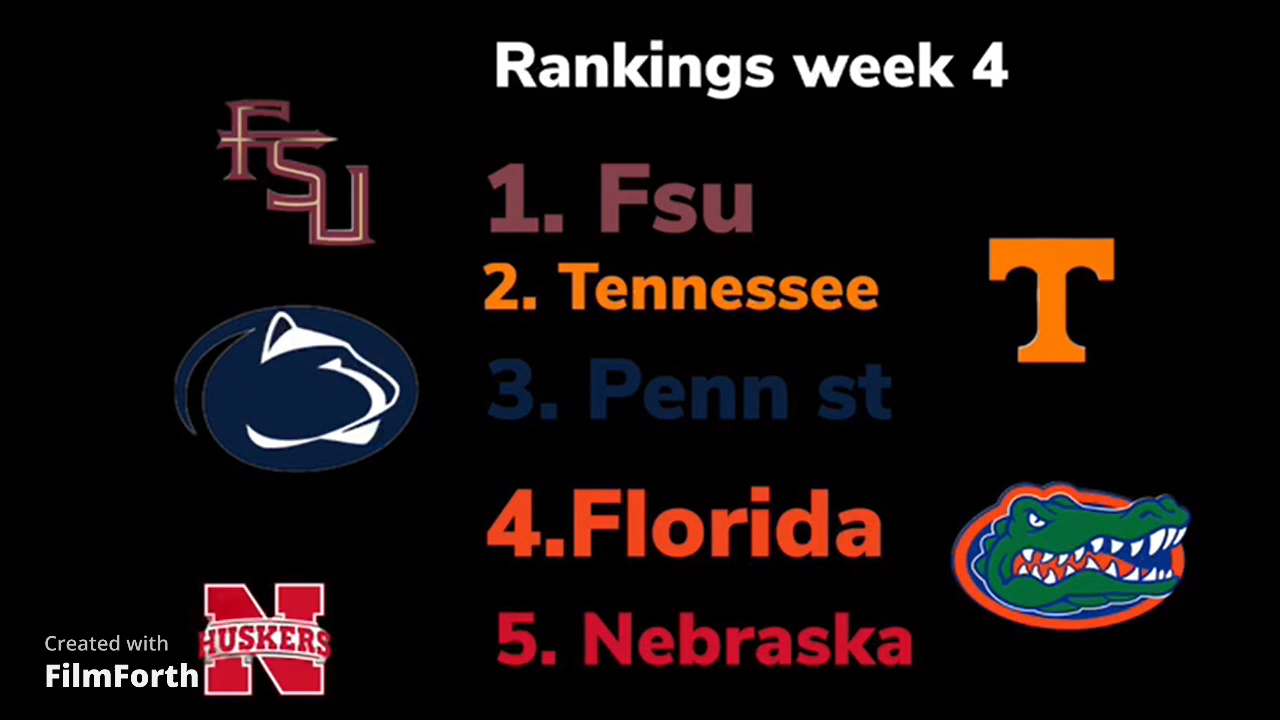 Rankings week 4
FSU
1. Fsu
2. Tennessee
T
3. Penn st
4.Florida
5. Nebraska
N
HUSKERS
Created with
FilmForth